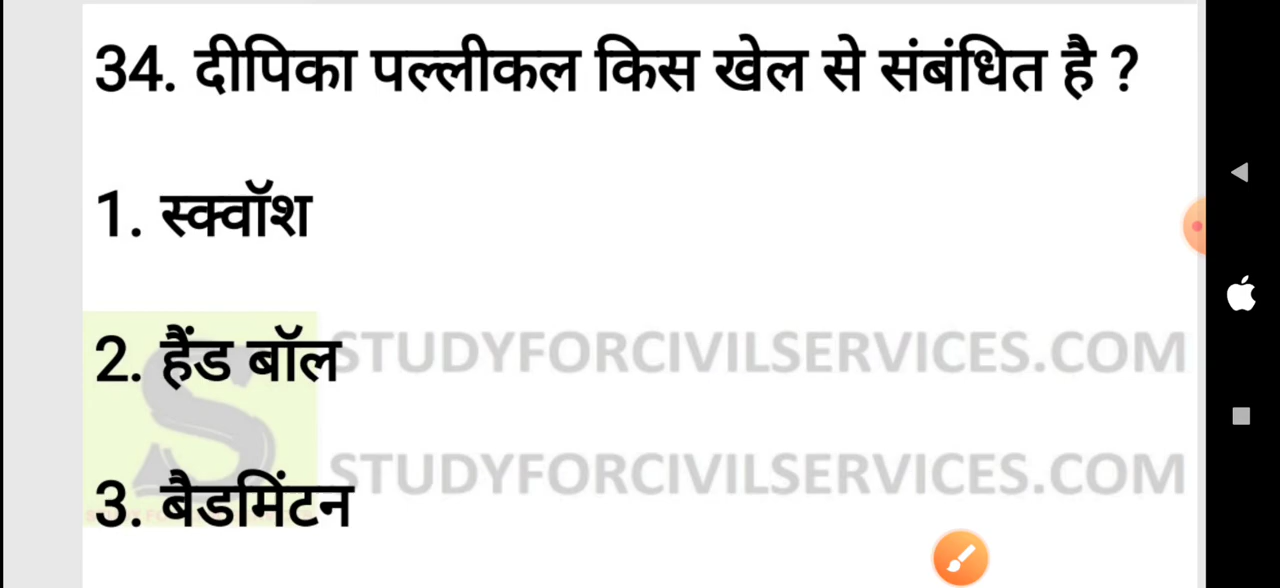 34. दीपिका पल्लीकल किस खेल से संबंधित है ?
1. स्क्वॉश
2. हैंड बॉल
STUDYFORCIVILSERVICES.COM
STUDYFORCIVILSERVICES.COM
3. बैडमिंटन